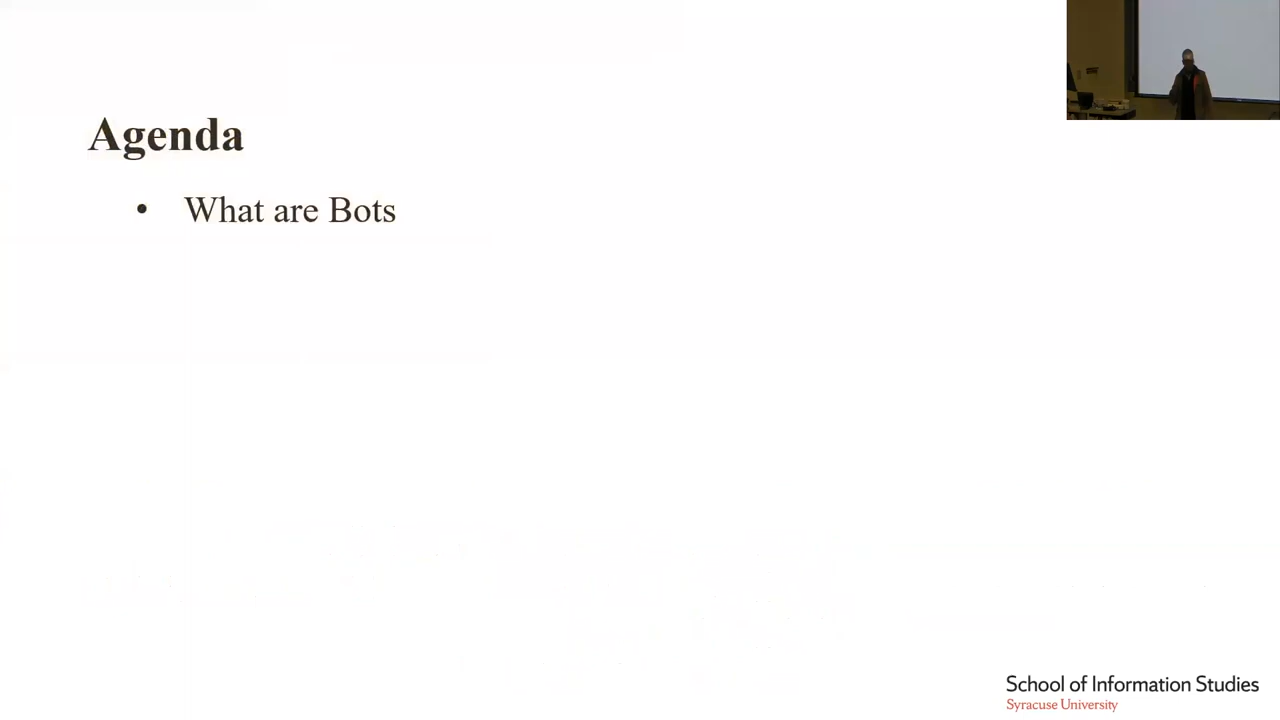 Agenda
• What are Bots
School of Information Studies
Syracuse University